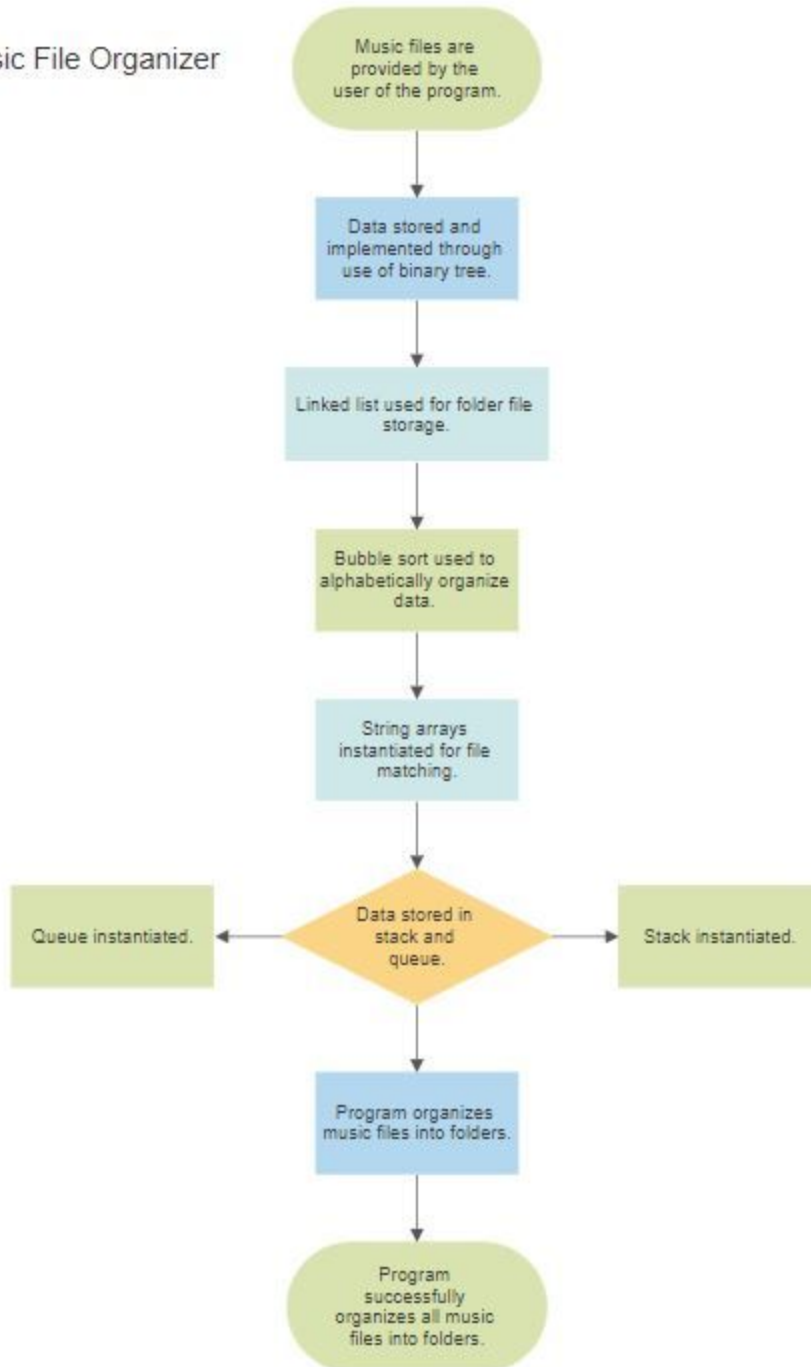 sic File Organizer
Music files are
provided by the
user of the program.
Data stored and
implemented through
use of binary tree.
Linked list used for folder file
storage.
Bubble sort used to
alphabetically organize
data.
String arrays
instantiated for file
matching.
Queue instantiated.
Data stored in
stack and
queue.
Stack instantiated.
Program organizes
music files into folders.
Program
successfully
organizes all music
files into folders.